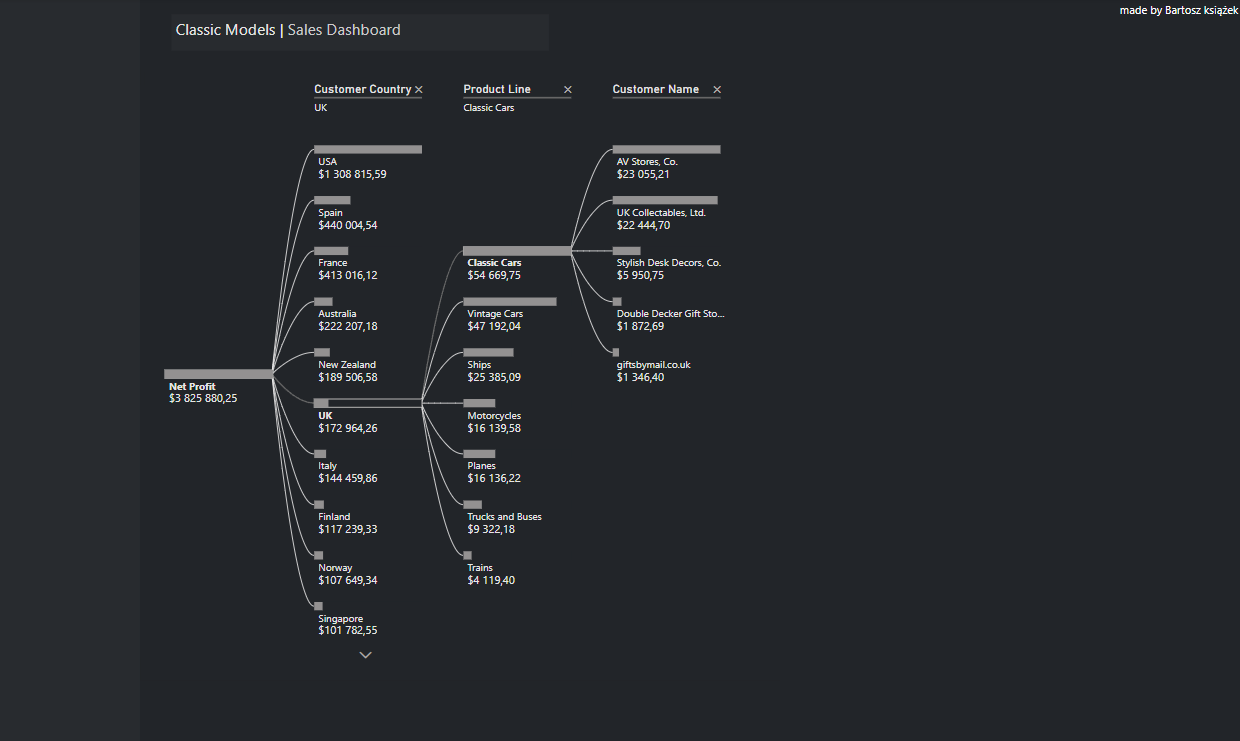 made by Bartosz książek
Classic Models | Sales Dashboard
Customer Country
UK
Product Line
Classic Cars
Customer Name
Net Profit
$3 825 880,25
USA
$1 308 815,59
Spain
$440 004,54
France
$413 016,12
Australia
$222 207,18
New Zealand
$189 506,58
UK
$172 964,26
Italy
$144 459,86
Finland
$117 239,33
Norway
$107 649,34
Singapore
$101 782,55
Classic Cars
$54 669,75
Vintage Cars
$47 192,04
Ships
$25 385,09
Motorcycles
$16 139,58
Planes
$16 136,22
Trucks and Buses
$9 322,18
Trains
$4 119,40
AV Stores, Co.
$23 055,21
UK Collectables, Ltd.
$22 444,70
Stylish Desk Decors, Co.
$5 950,75
Double Decker Gift Sto...
$1 872,69
giftsbymail.co.uk
$1 346,40